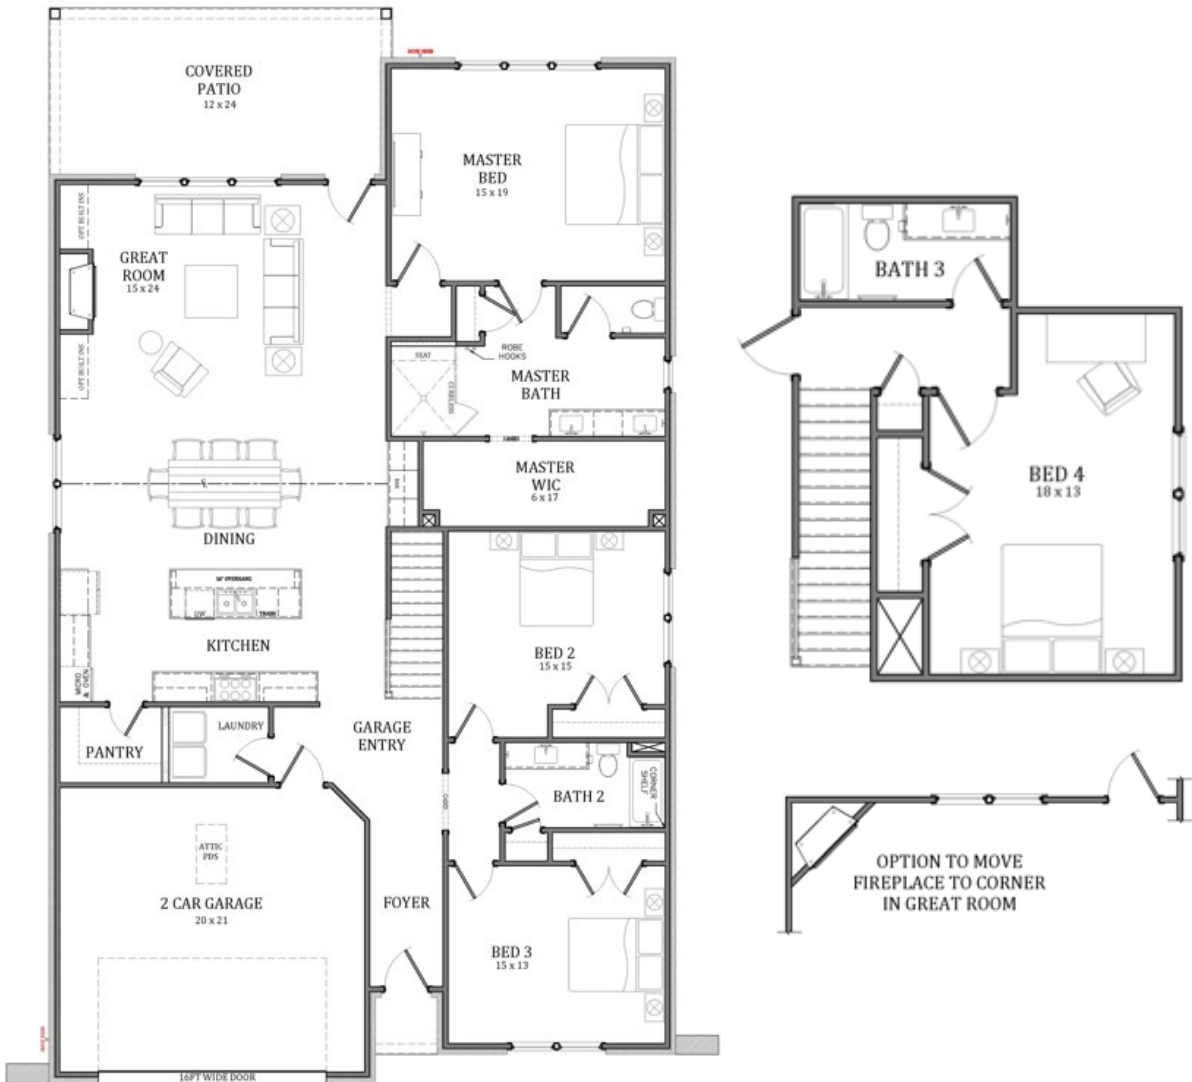 COVERED
PATIO
12 x 24
MASTER
BED
15 x 19
OPT BUILT INS
GREAT
ROOM
15 x 24
OPT BUILT INS
ROBE
HOOKS
SEAT
MASTER
BATH
CURBLESS
MASTER
WIC
6 x 17
DINING
DW
TRASH
KITCHEN
MICRO
& OVEN
BED 2
15 x 15
PANTRY
LAUNDRY
GARAGE
ENTRY
BATH 2
CORNER
SHELF
ATTIC
PDS
2 CAR GARAGE
20 x 21
FOYER
BED 3
15 x 13
16FT WIDE DOOR
BATH 3
BED 4
18 x 13
OPTION TO MOVE
FIREPLACE TO CORNER
IN GREAT ROOM